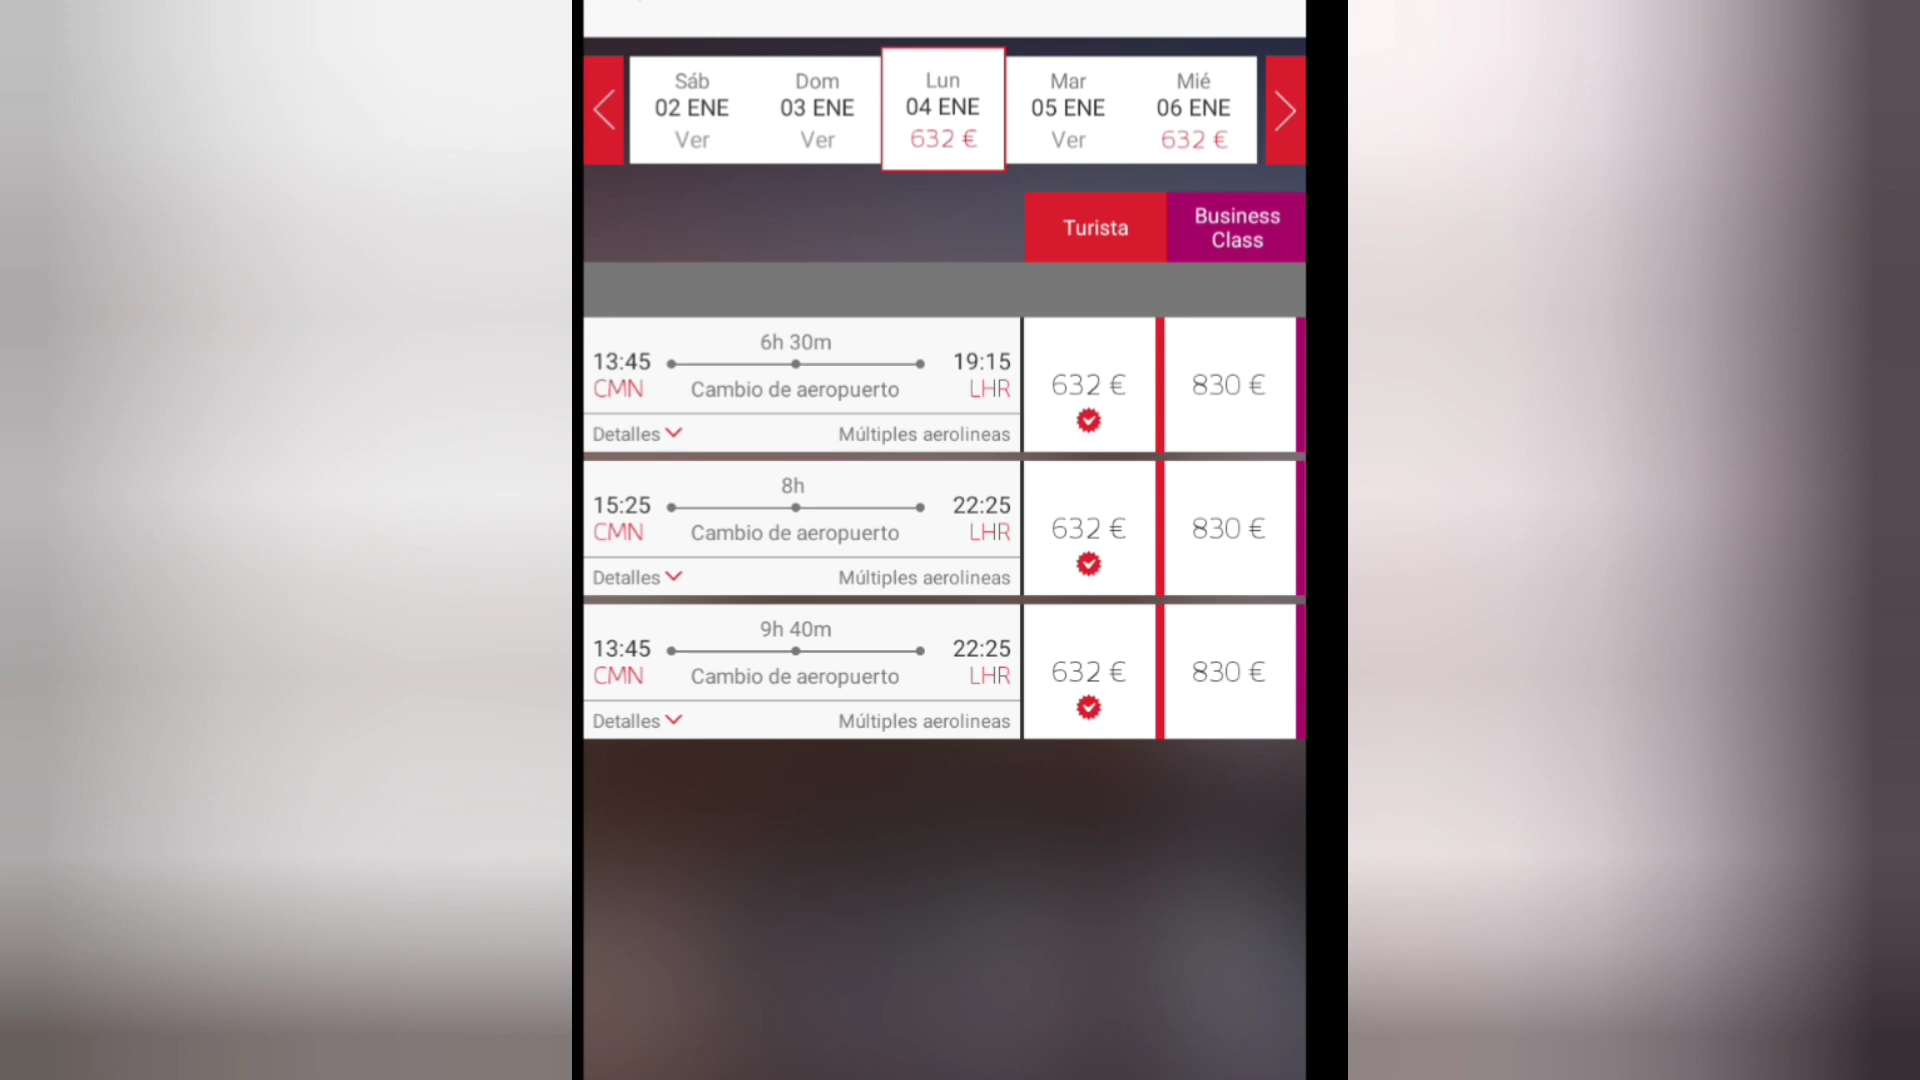 Sáb Dom Lun Mar Mié
02 ENE 03 ENE 04 ENE 05 ENE 06 ENE
Ver Ver 632 € Ver 632 €
Turista
Business
Class
6h 30m
13:45 19:15
CMN Cambio de aeropuerto LHR
632 € 830 €
Detalles Múltiples aerolineas
8h
15:25 22:25
CMN Cambio de aeropuerto LHR
632 € 830 €
Detalles Múltiples aerolineas
9h 40m
13:45 22:25
CMN Cambio de aeropuerto LHR
632 € 830 €
Detalles Múltiples aerolineas